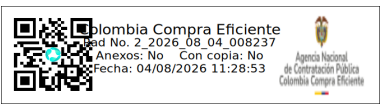 Colombia Compra Eficiente
Rad No. 2_2026_08_04_008237
Anexos: No Con copia: No
Fecha: 04/08/2026 11:28:53
Agencia Nacional
de Contratación Pública
Colombia Compra Eficiente